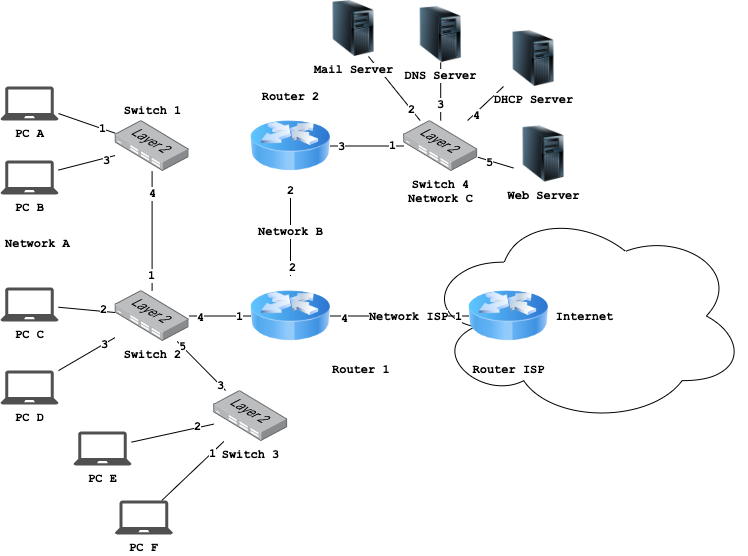 Mail Server
DNS Server
DHCP Server
Web Server
2
3
4
5
Router 2
3
1
Layer 2
Switch 4
Network C
Switch 1
PC A
1
Layer 2
3
PC B
4
2
Network A
Network B
1
2
PC C
2
Layer 2
4
1
4
Network ISP
1
Internet
3
Switch 2
5
Router 1
Router ISP
PC D
3
Layer 2
2
1
Switch 3
PC E
PC F